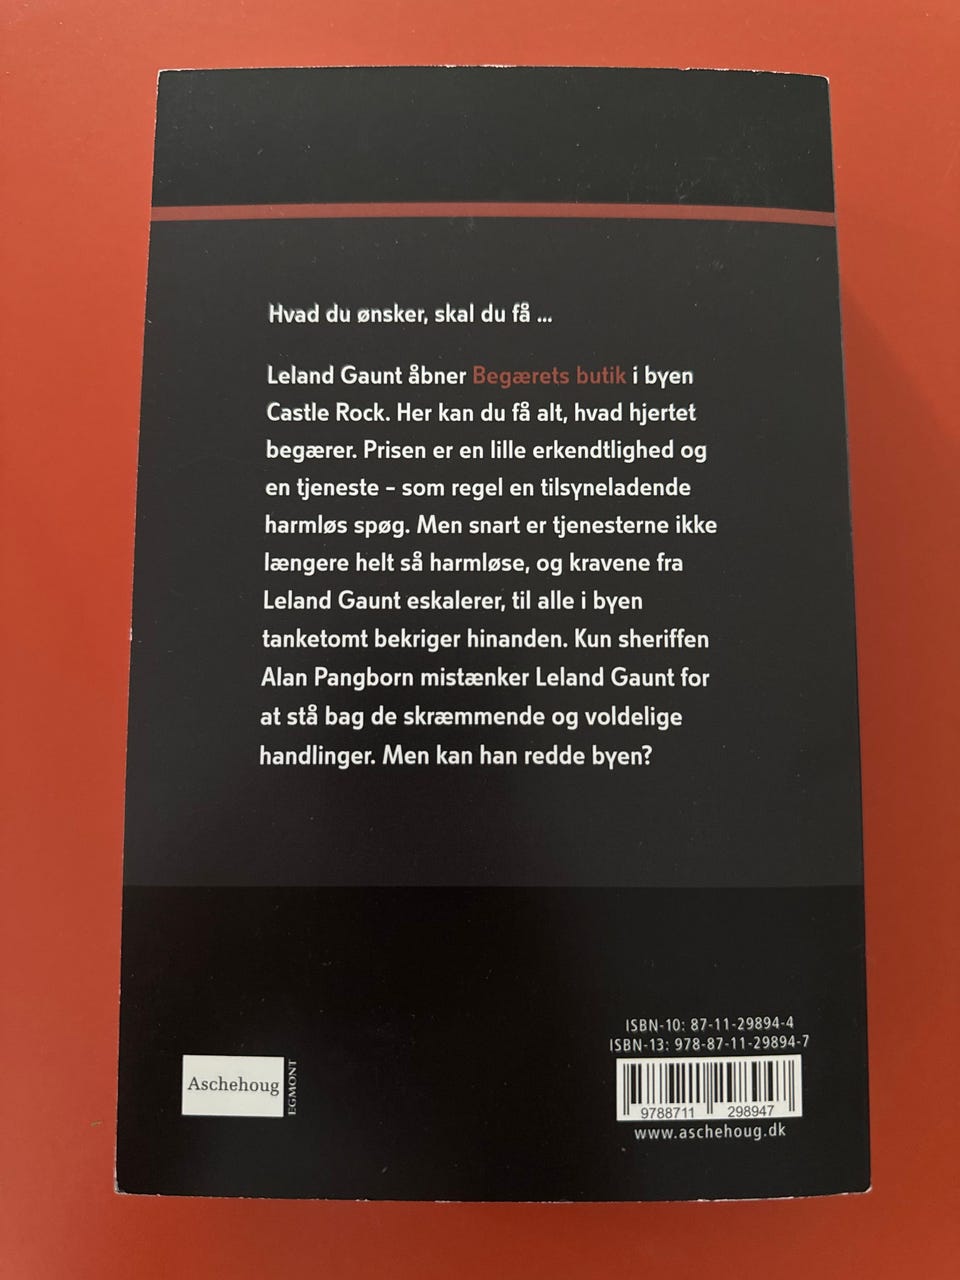 Hvad du ønsker, skal du få ...
Leland Gaunt åbner Begærets butik i byen
Castle Rock. Her kan du få alt, hvad hjertet
begærer. Prisen er en lille erkendtlighed og
en tjeneste – som regel en tilsyneladende
harmløs spøg. Men snart er tjenesterne ikke
længere helt så harmløse, og kravene fra
Leland Gaunt eskalerer, til alle i byen
tanketomt bekriger hinanden. Kun sheriffen
Alan Pangborn mistænker Leland Gaunt for
at stå bag de skræmmende og voldelige
handlinger. Men kan han redde byen?
ISBN-10: 87-11-29894-4
ISBN-13: 978-87-11-29894-7
Aschehoug
EGMONT
9788711 298947
www.aschehoug.dk